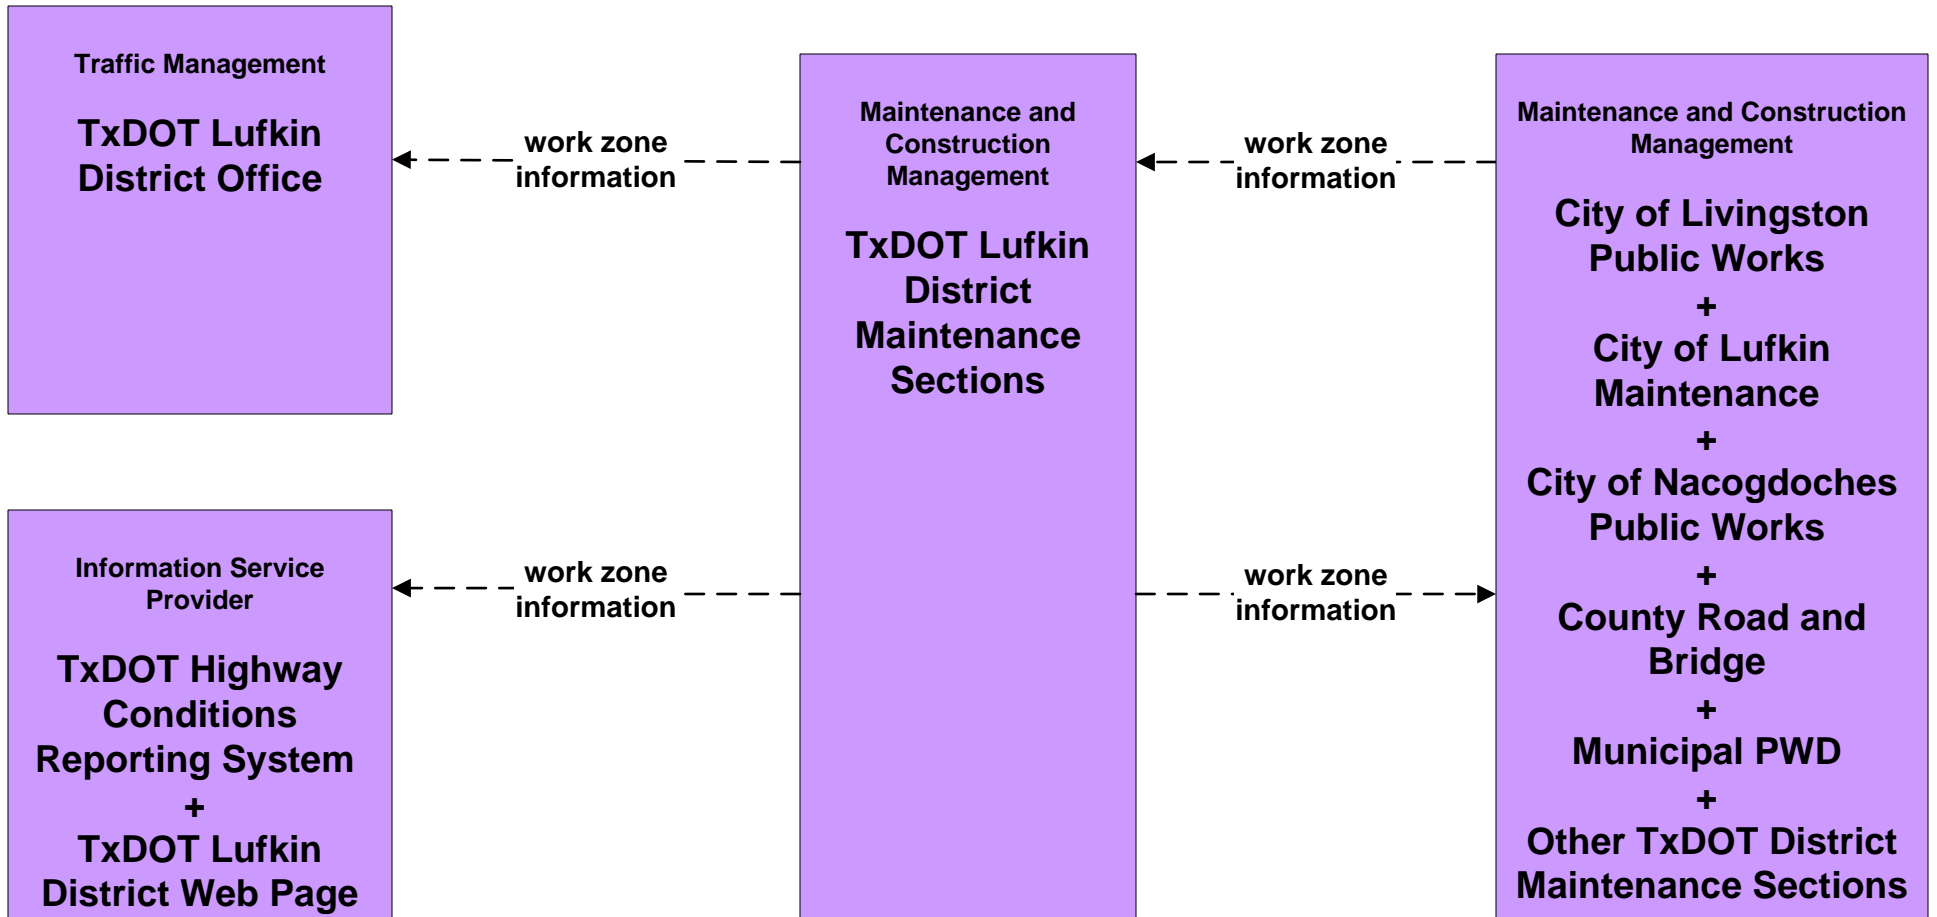 Traffic Management
TxDOT Lufkin
District Office
work zone
information
Maintenance and
Construction
Management
TxDOT Lufkin
District
Maintenance
Sections
work zone
information
Maintenance and Construction
Management
City of Livingston
Public Works
+
City of Lufkin
Maintenance
+
City of Nacogdoches
Public Works
+
County Road and
Bridge
+
Municipal PWD
+
Other TxDOT District
Maintenance Sections
Information Service
Provider
TxDOT Highway
Conditions
Reporting System
+
TxDOT Lufkin
District Web Page
work zone
information
work zone
information